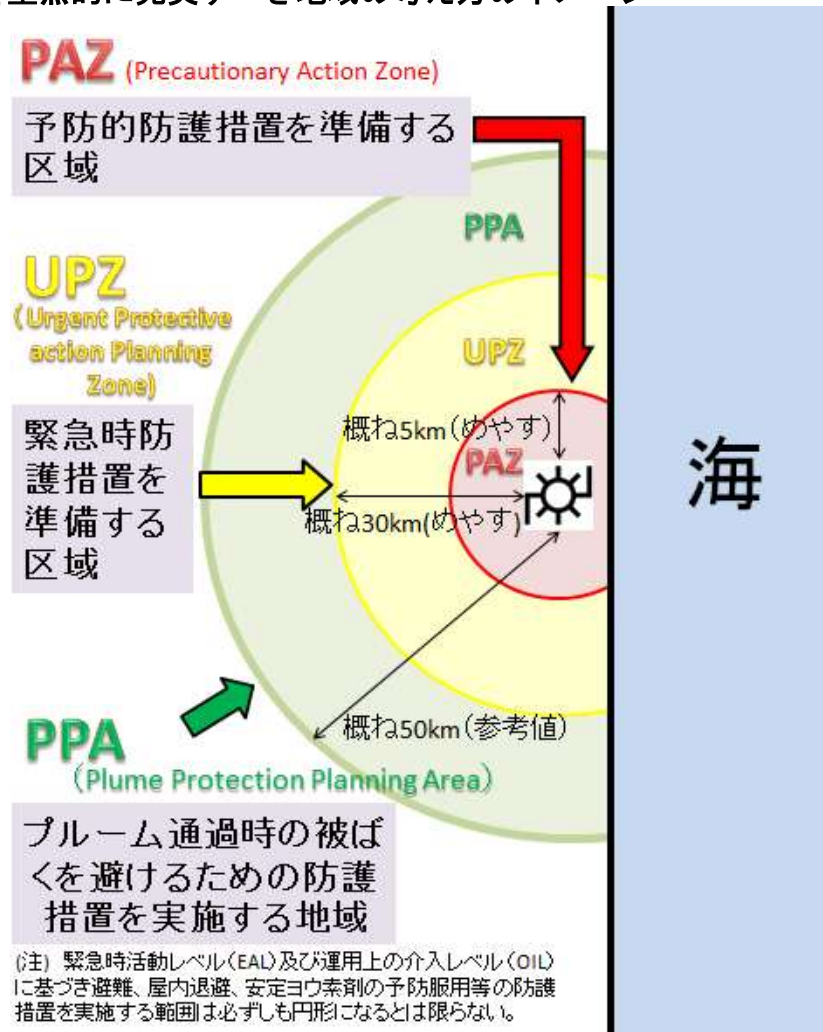 PAZ (Precautionary Action Zone)
予防的防護措置を準備する
区域
PPA
UPZ
(Urgent Protective
action Planning
Zone)
UPZ
概ね5km(めやす)
PAZ
緊急時防
護措置を
準備する
区域
概ね30km(めやす)
海
概ね50km(参考値)
PPA
(Plume Protection Planning Area)
プルーム通過時の被ば
くを避けるための防護
措置を実施する地域
(注) 緊急時活動レベル(EAL)及び運用上の介入レベル(OIL)
に基づき避難、屋内退避、安定ヨウ素剤の予防服用等の防護
措置を実施する範囲は必ずしも円形になるとは限らない。